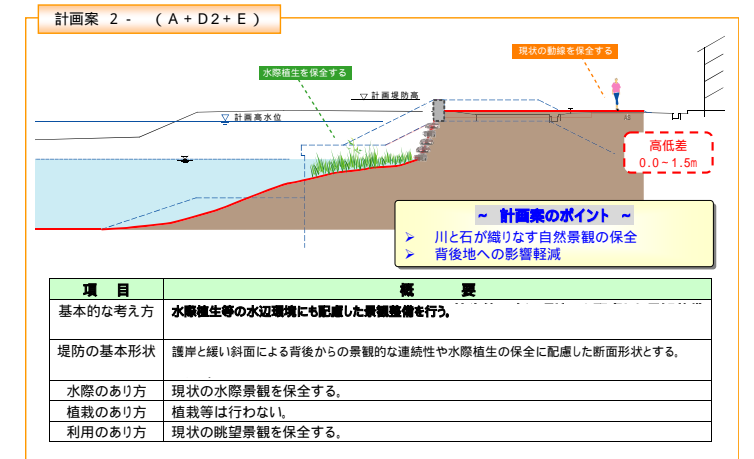 計画案 2 - (A+D2+E)
現状の動線を保全する
水際植生を保全する
▽計画堤防高
▽計画高水位
AS
高低差
0.0~1.5m
~ 計画案のポイント ~
➢ 川と石が織りなす自然景観の保全
➢ 背後地への影響軽減
項 目 概 要
基本的な考え方 水際植生等の水辺環境にも配慮した景観整備を行う。
堤防の基本形状 護岸と緩い斜面による背後からの景観的な連続性や水際植生の保全に配慮した断面形状とする。
水際のあり方 現状の水際景観を保全する。
植栽のあり方 植栽等は行わない。
利用のあり方 現状の眺望景観を保全する。